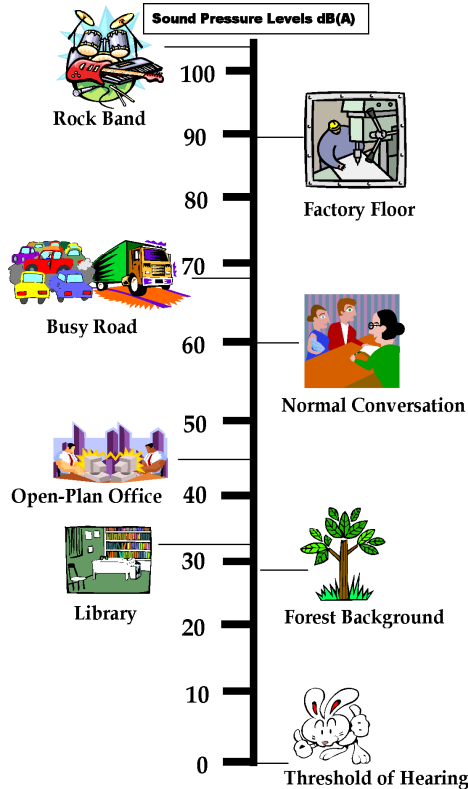 Sound Pressure Levels dB(A)
100
Rock Band
90
80
Factory Floor
70
Busy Road
60
Normal Conversation
50
Open-Plan Office
40
30
Library
Forest Background
20
10
0
Threshold of Hearing